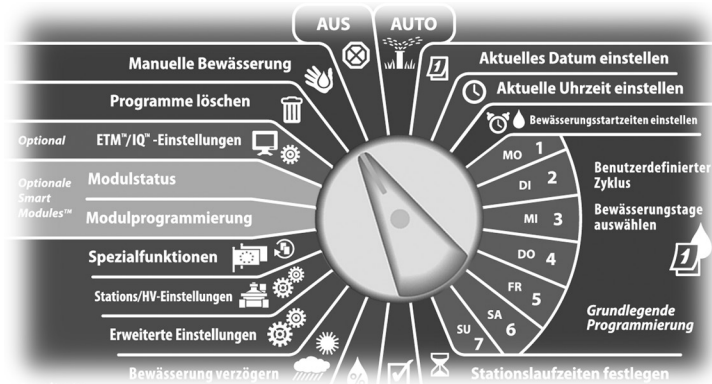 AUS
AUTO
Manuelle Bewässerung
Programme löschen
Optional
ETM™/IQ™ -Einstellungen
Optionale
Smart
Modules™
Modulstatus
Modulprogrammierung
Spezialfunktionen
Stations/HV-Einstellungen
Erweiterte Einstellungen
Bewässerung verzögern
Aktuelles Datum einstellen
Aktuelle Uhrzeit einstellen
Bewässerungsstartzeiten einstellen
MO 1
DI 2
MI 3
DO 4
FR 5
SA 6
SU 7
Benutzerdefinierter
Zyklus
Bewässerungstage
auswählen
1
1
Grundlegende
Programmierung
Stationslaufzeiten festlegen
%